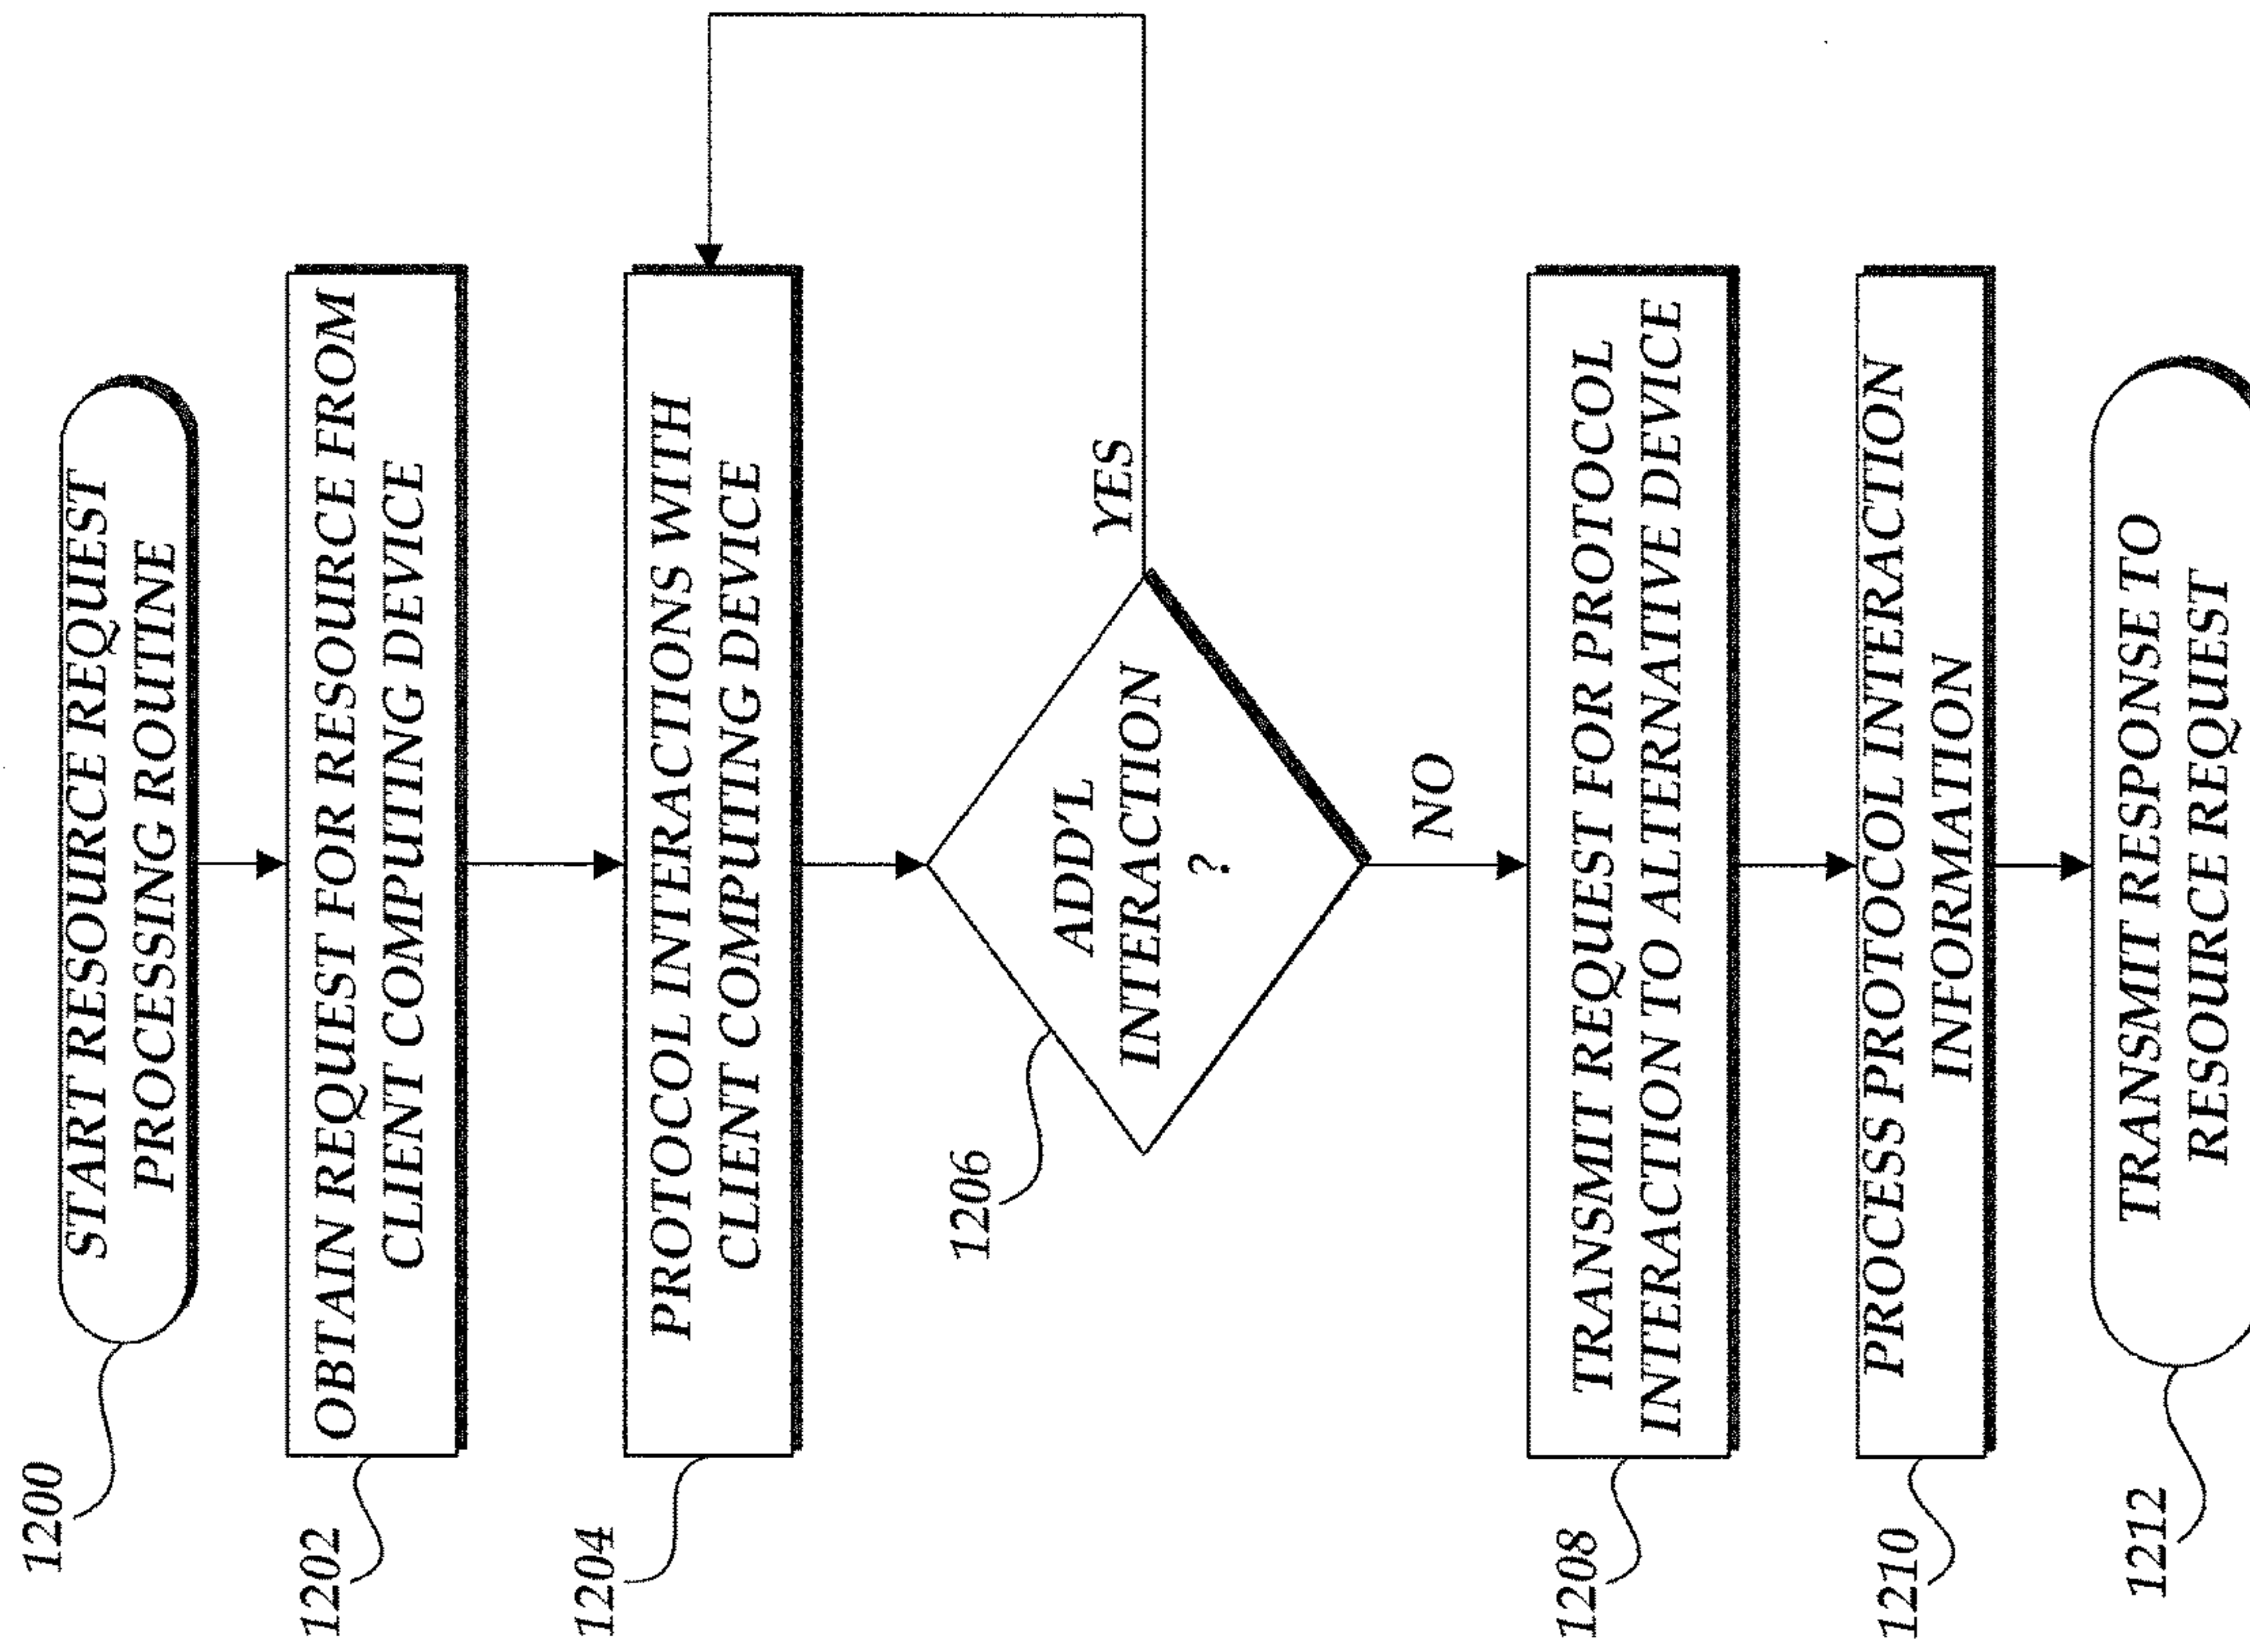 1200
START RESOURCE REQUEST
PROCESSING ROUTINE
1202
OBTAIN REQUEST FOR RESOURCE FROM
CLIENT COMPUTING DEVICE
1204
PROTOCOL INTERACTIONS WITH
CLIENT COMPUTING DEVICE
1206
ADD'L
INTERACTION
?
YES
NO
1208
TRANSMIT REQUEST FOR PROTOCOL
INTERACTION TO ALTERNATIVE DEVICE
1210
PROCESS PROTOCOL INTERACTION
INFORMATION
1212
TRANSMIT RESPONSE TO
RESOURCE REQUEST